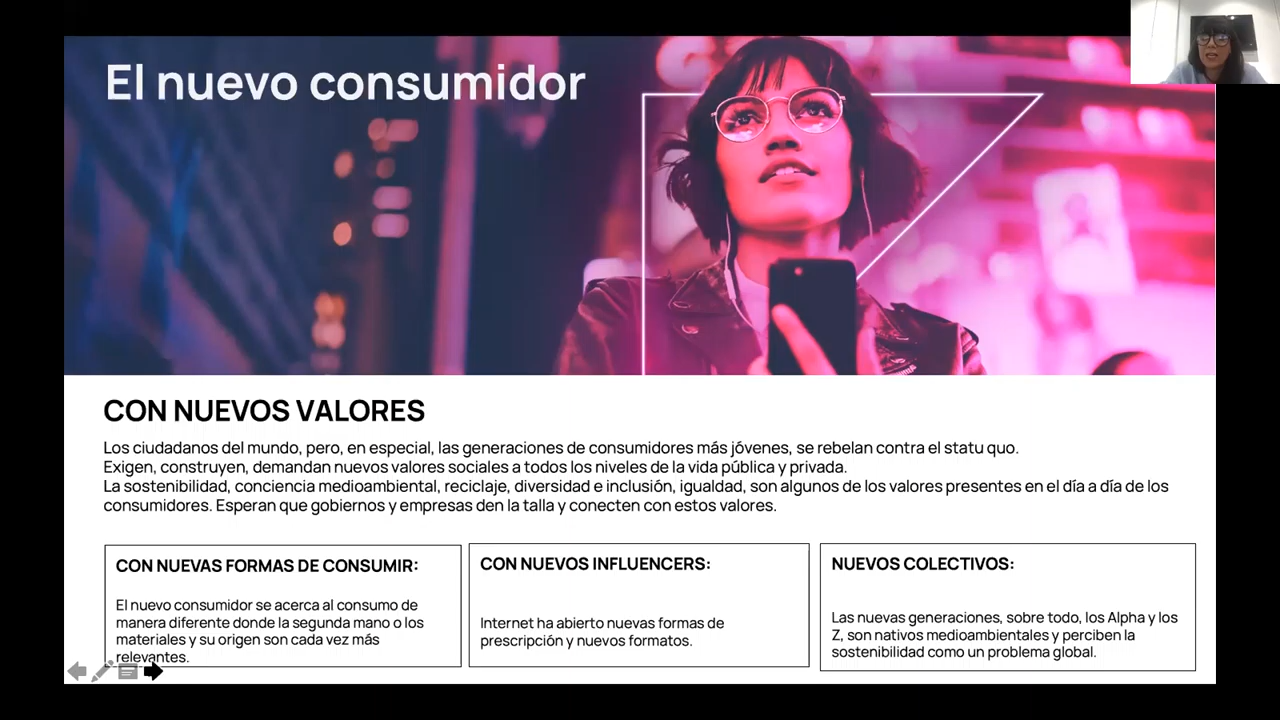 El nuevo consumidor
CON NUEVOS VALORES
Los ciudadanos del mundo, pero, en especial, las generaciones de consumidores más jóvenes, se rebelan contra el statu quo.
Exigen, construyen, demandan nuevos valores sociales a todos los niveles de la vida pública y privada.
La sostenibilidad, conciencia medioambiental, reciclaje, diversidad e inclusión, igualdad, son algunos de los valores presentes en el día a día de los
consumidores. Esperan que gobiernos y empresas den la talla y conecten con estos valores.
CON NUEVAS FORMAS DE CONSUMIR:
El nuevo consumidor se acerca al consumo de
manera diferente donde la segunda mano o los
materiales y su origen son cada vez más
relevantes.
CON NUEVOS INFLUENCERS:
Internet ha abierto nuevas formas de
prescripción y nuevos formatos.
NUEVOS COLECTIVOS:
Las nuevas generaciones, sobre todo, los Alpha y los
Z, son nativos medioambientales y perciben la
sostenibilidad como un problema global.